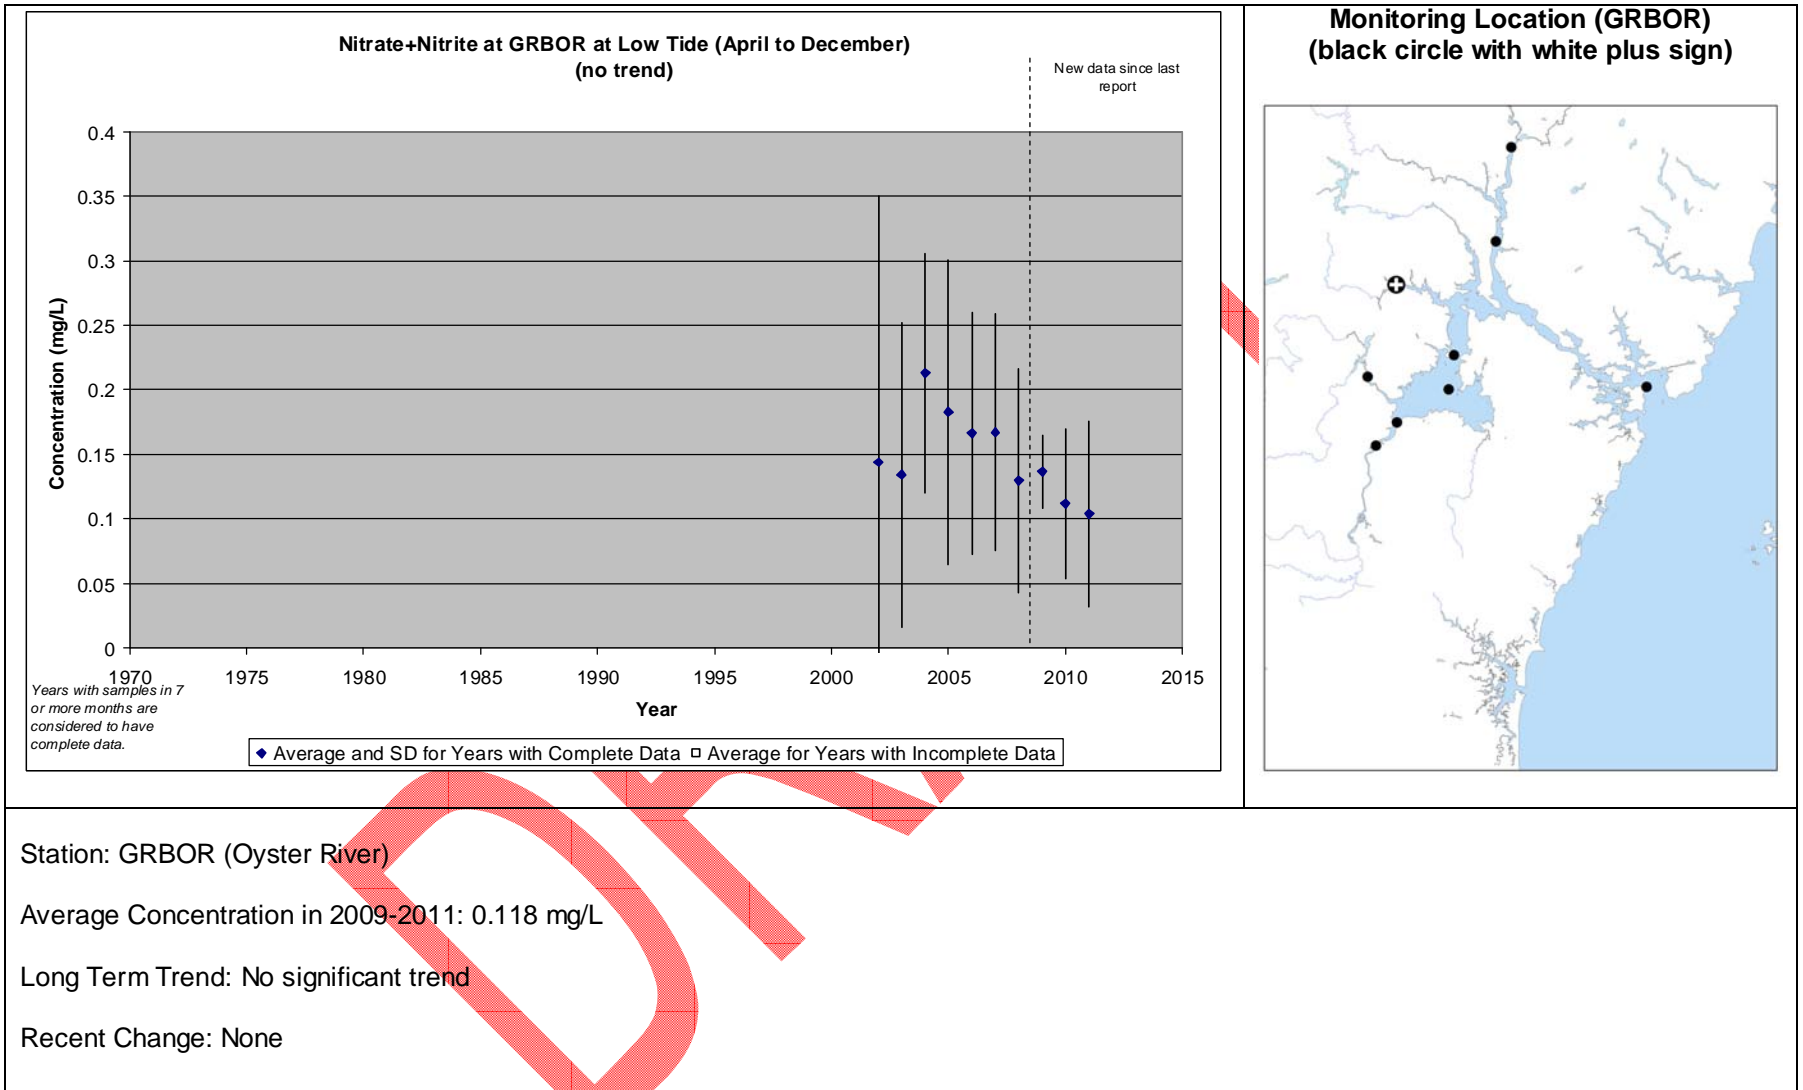 Nitrate+Nitrite at GRBOR at Low Tide (April to December)
(no trend)
New data since last
report
Concentration (mg/L)
0.4
0.35
0.3
0.25
0.2
0.15
0.1
0.05
0
1970 1975 1980 1985 1990 1995 2000 2005 2010 2015
Year
Years with samples in 7
or more months are
considered to have
complete data.
Average and SD for Years with Complete Data Average for Years with Incomplete Data
Monitoring Location (GRBOR)
(black circle with white plus sign)
Station: GRBOR (Oyster River)
Average Concentration in 2009-2011: 0.118 mg/L
Long Term Trend: No significant trend
Recent Change: None